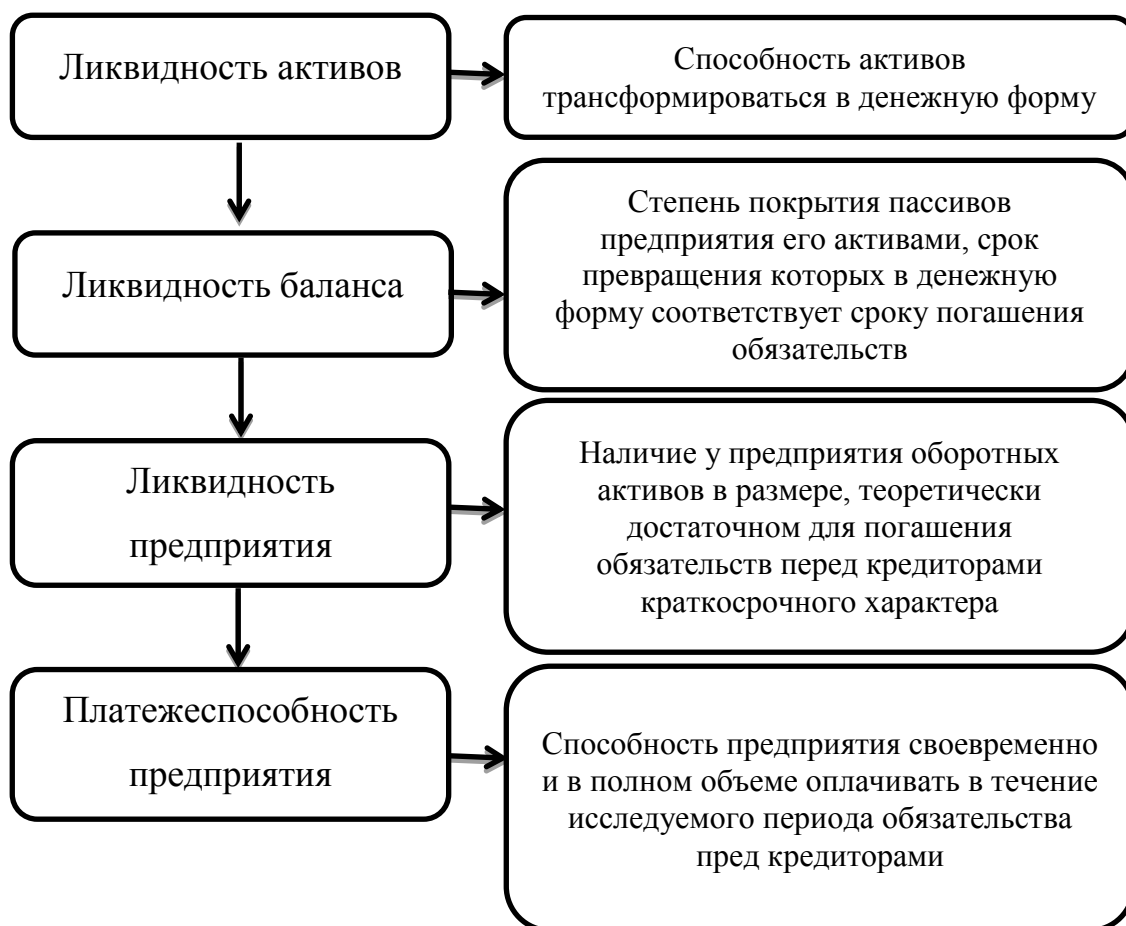 Ликвидность активов
Способность активов
трансформироваться в денежную форму
Ликвидность баланса
Степень покрытия пассивов
предприятия его активами, срок
превращения которых в денежную
форму соответствует сроку погашения
обязательств
Ликвидность
предприятия
Наличие у предприятия оборотных
активов в размере, теоретически
достаточном для погашения
обязательств перед кредиторами
краткосрочного характера
Платежеспособность
предприятия
Способность предприятия своевременно
и в полном объеме оплачивать в течение
исследуемого периода обязательства
пред кредиторами